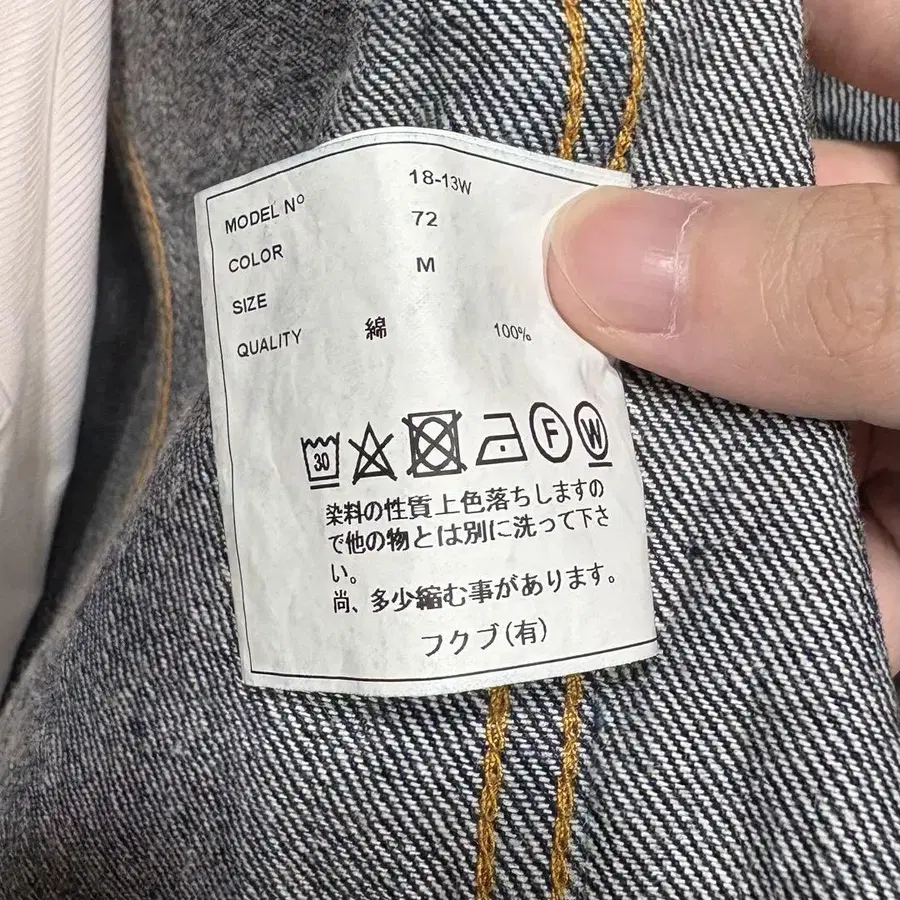 MODEL Nº 18-13W
COLOR 72
SIZE M
QUALITY 綿 100%
30 F W
染料の性質上色落ちしますの
で他の物とは別に洗って下さ
い。
尚、多少縮む事があります。
フクブ(有)